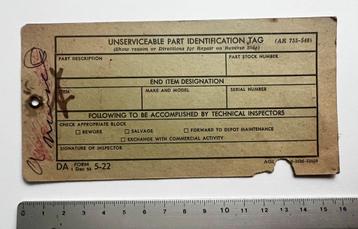 UNSERVICEABLE PART IDENTIFICATION TAG (AR 755-540)
(Show reason or Directions for Repair on Reverse Side)
PART DESCRIPTION PART STOCK NUMBER
END ITEM DESIGNATION
ITEM MAKE AND MODEL SERIAL NUMBER
FOLLOWING TO BE ACCOMPLISHED BY TECHNICAL INSPECTORS
CHECK APPROPRIATE BLOCK
REWORK SALVAGE FORWARD TO DEPOT MAINTENANCE
EXCHANGE WITH COMMERCIAL ACTIVITY
SIGNATURE OF INSPECTOR
DA FORM 5-22
1 2 3 4 5 6 7 8 9 10 11 12 13 14 15 16